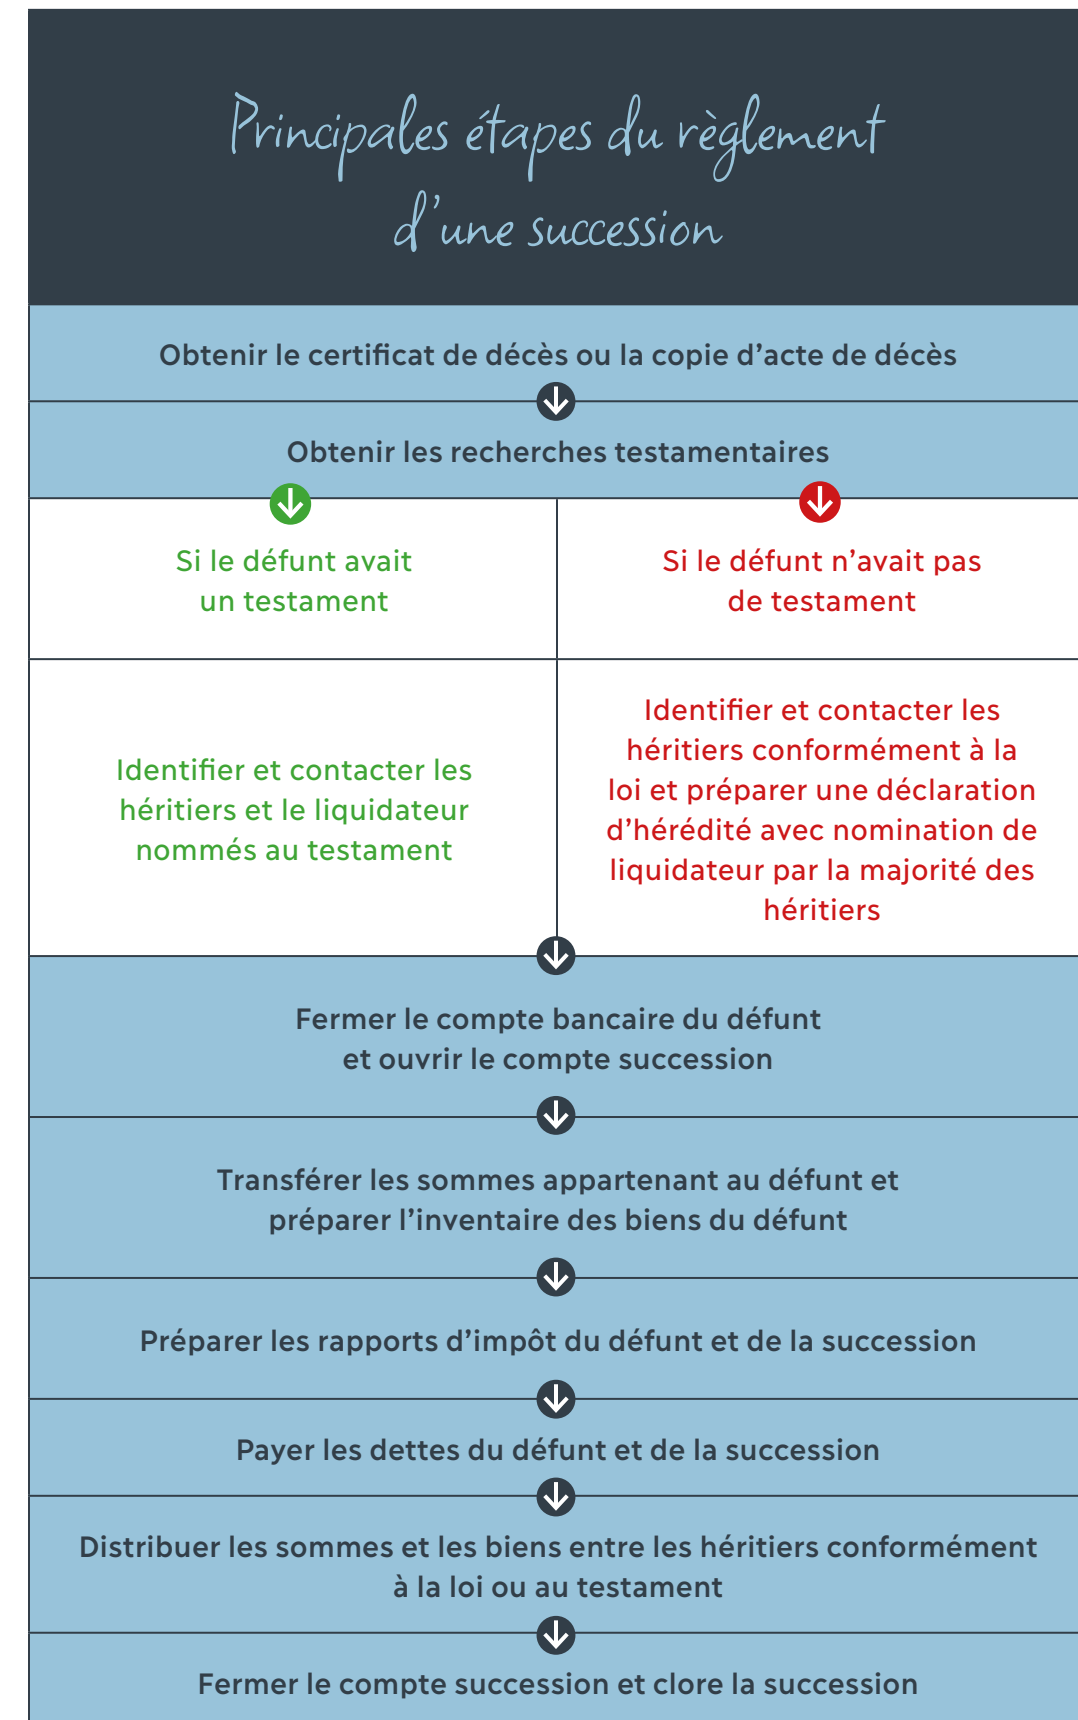 Principales étapes du règlement
d’une succession
Obtenir le certificat de décès ou la copie d’acte de décès
Obtenir les recherches testamentaires
Si le défunt avait
un testament
Si le défunt n’avait pas
de testament
Identifier et contacter les
héritiers et le liquidateur
nommés au testament
Identifier et contacter les
héritiers conformément à la
loi et préparer une déclaration
d’hérédité avec nomination de
liquidateur par la majorité des
héritiers
Fermer le compte bancaire du défunt
et ouvrir le compte succession
Transférer les sommes appartenant au défunt et
préparer l’inventaire des biens du défunt
Préparer les rapports d’impôt du défunt et de la succession
Payer les dettes du défunt et de la succession
Distribuer les sommes et les biens entre les héritiers conformément
à la loi ou au testament
Fermer le compte succession et clore la succession